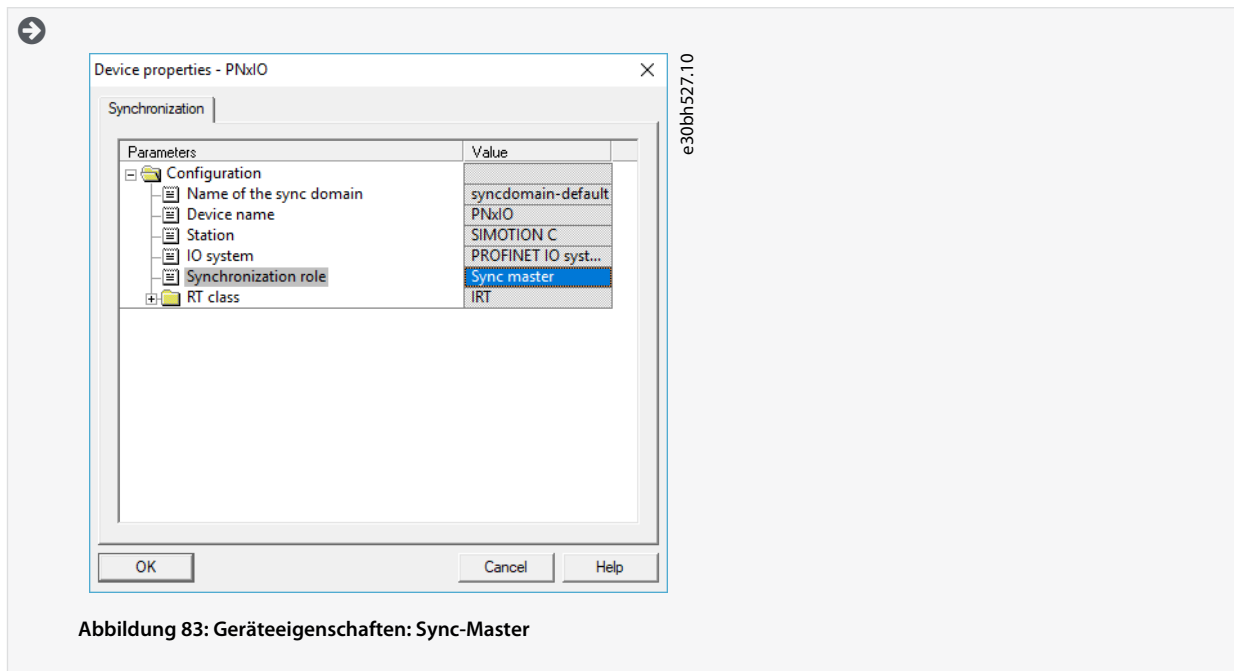 Device properties - PNxIO
e30bh527.10
Synchronization
Parameters Value
Configuration
Name of the sync domain syncdomain-default
Device name PNxIO
Station SIMOTION C
IO system PROFINET IO syst...
Synchronization role Sync master
RT class IRT
OK Cancel Help
Abbildung 83: Geräteeigenschaften: Sync-Master